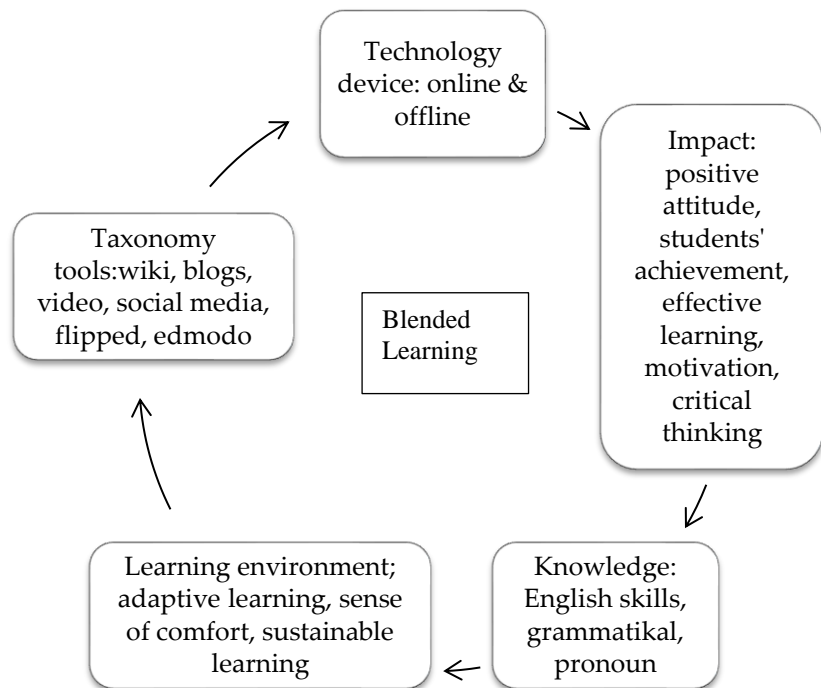 Technology
device: online &
offline
Impact:
positive
attitude,
students'
achievement,
effective
learning,
motivation,
critical
thinking
Taxonomy
tools:wiki, blogs,
video, social media,
flipped, edmodo
Blended
Learning
Learning environment;
adaptive learning, sense
of comfort, sustainable
learning
Knowledge:
English skills,
grammatikal,
pronoun